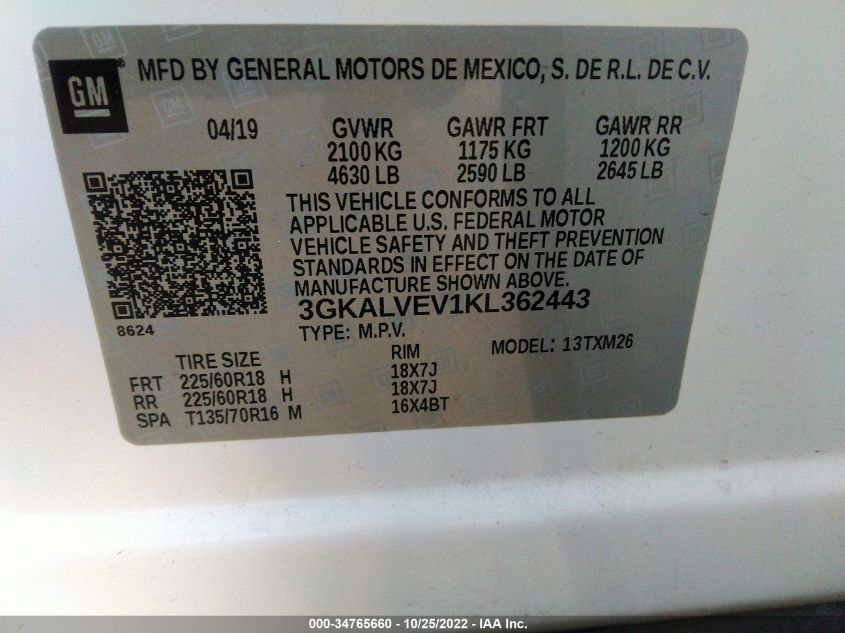 GM
MFD BY GENERAL MOTORS DE MEXICO, S. DE R.L. DE C.V.
04/19 GVWR GAWR FRT GAWR RR
2100 KG 1175 KG 1200 KG
4630 LB 2590 LB 2645 LB
THIS VEHICLE CONFORMS TO ALL
APPLICABLE U.S. FEDERAL MOTOR
VEHICLE SAFETY AND THEFT PREVENTION
STANDARDS IN EFFECT ON THE DATE OF
MANUFACTURE SHOWN ABOVE.
3GKALVEV1KL362443
8624
TYPE: M.P.V. MODEL: 13TXM26
TIRE SIZE RIM
FRT 225/60R18 H 18X7J
RR 225/60R18 H 18X7J
SPA T135/70R16 M 16X4BT
000-34765660 - 10/25/2022 - IAA Inc.